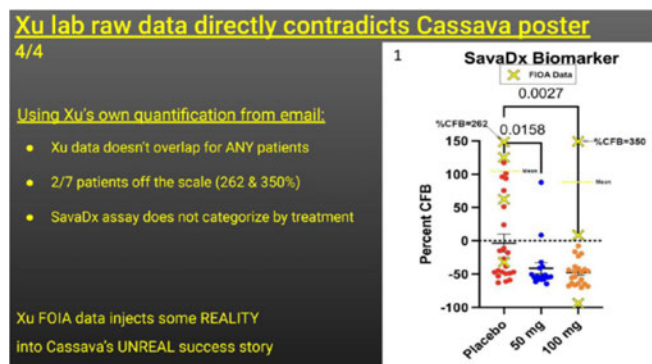 Xu lab raw data directly contradicts Cassava poster
4/4
Using Xu's own quantification from email:
● Xu data doesn't overlap for ANY patients
● 2/7 patients off the scale (262 & 350%)
● SavaDx assay does not categorize by treatment
Xu FOIA data injects some REALITY
into Cassava's UNREAL success story
1
SavaDx Biomarker
FIOA Data
0.0027
%CFB=262
0.0158
%CFB=350
150
100
50
0
-50
-100
Mean
Mean
Percent CFB
Placebo
50 mg
100 mg